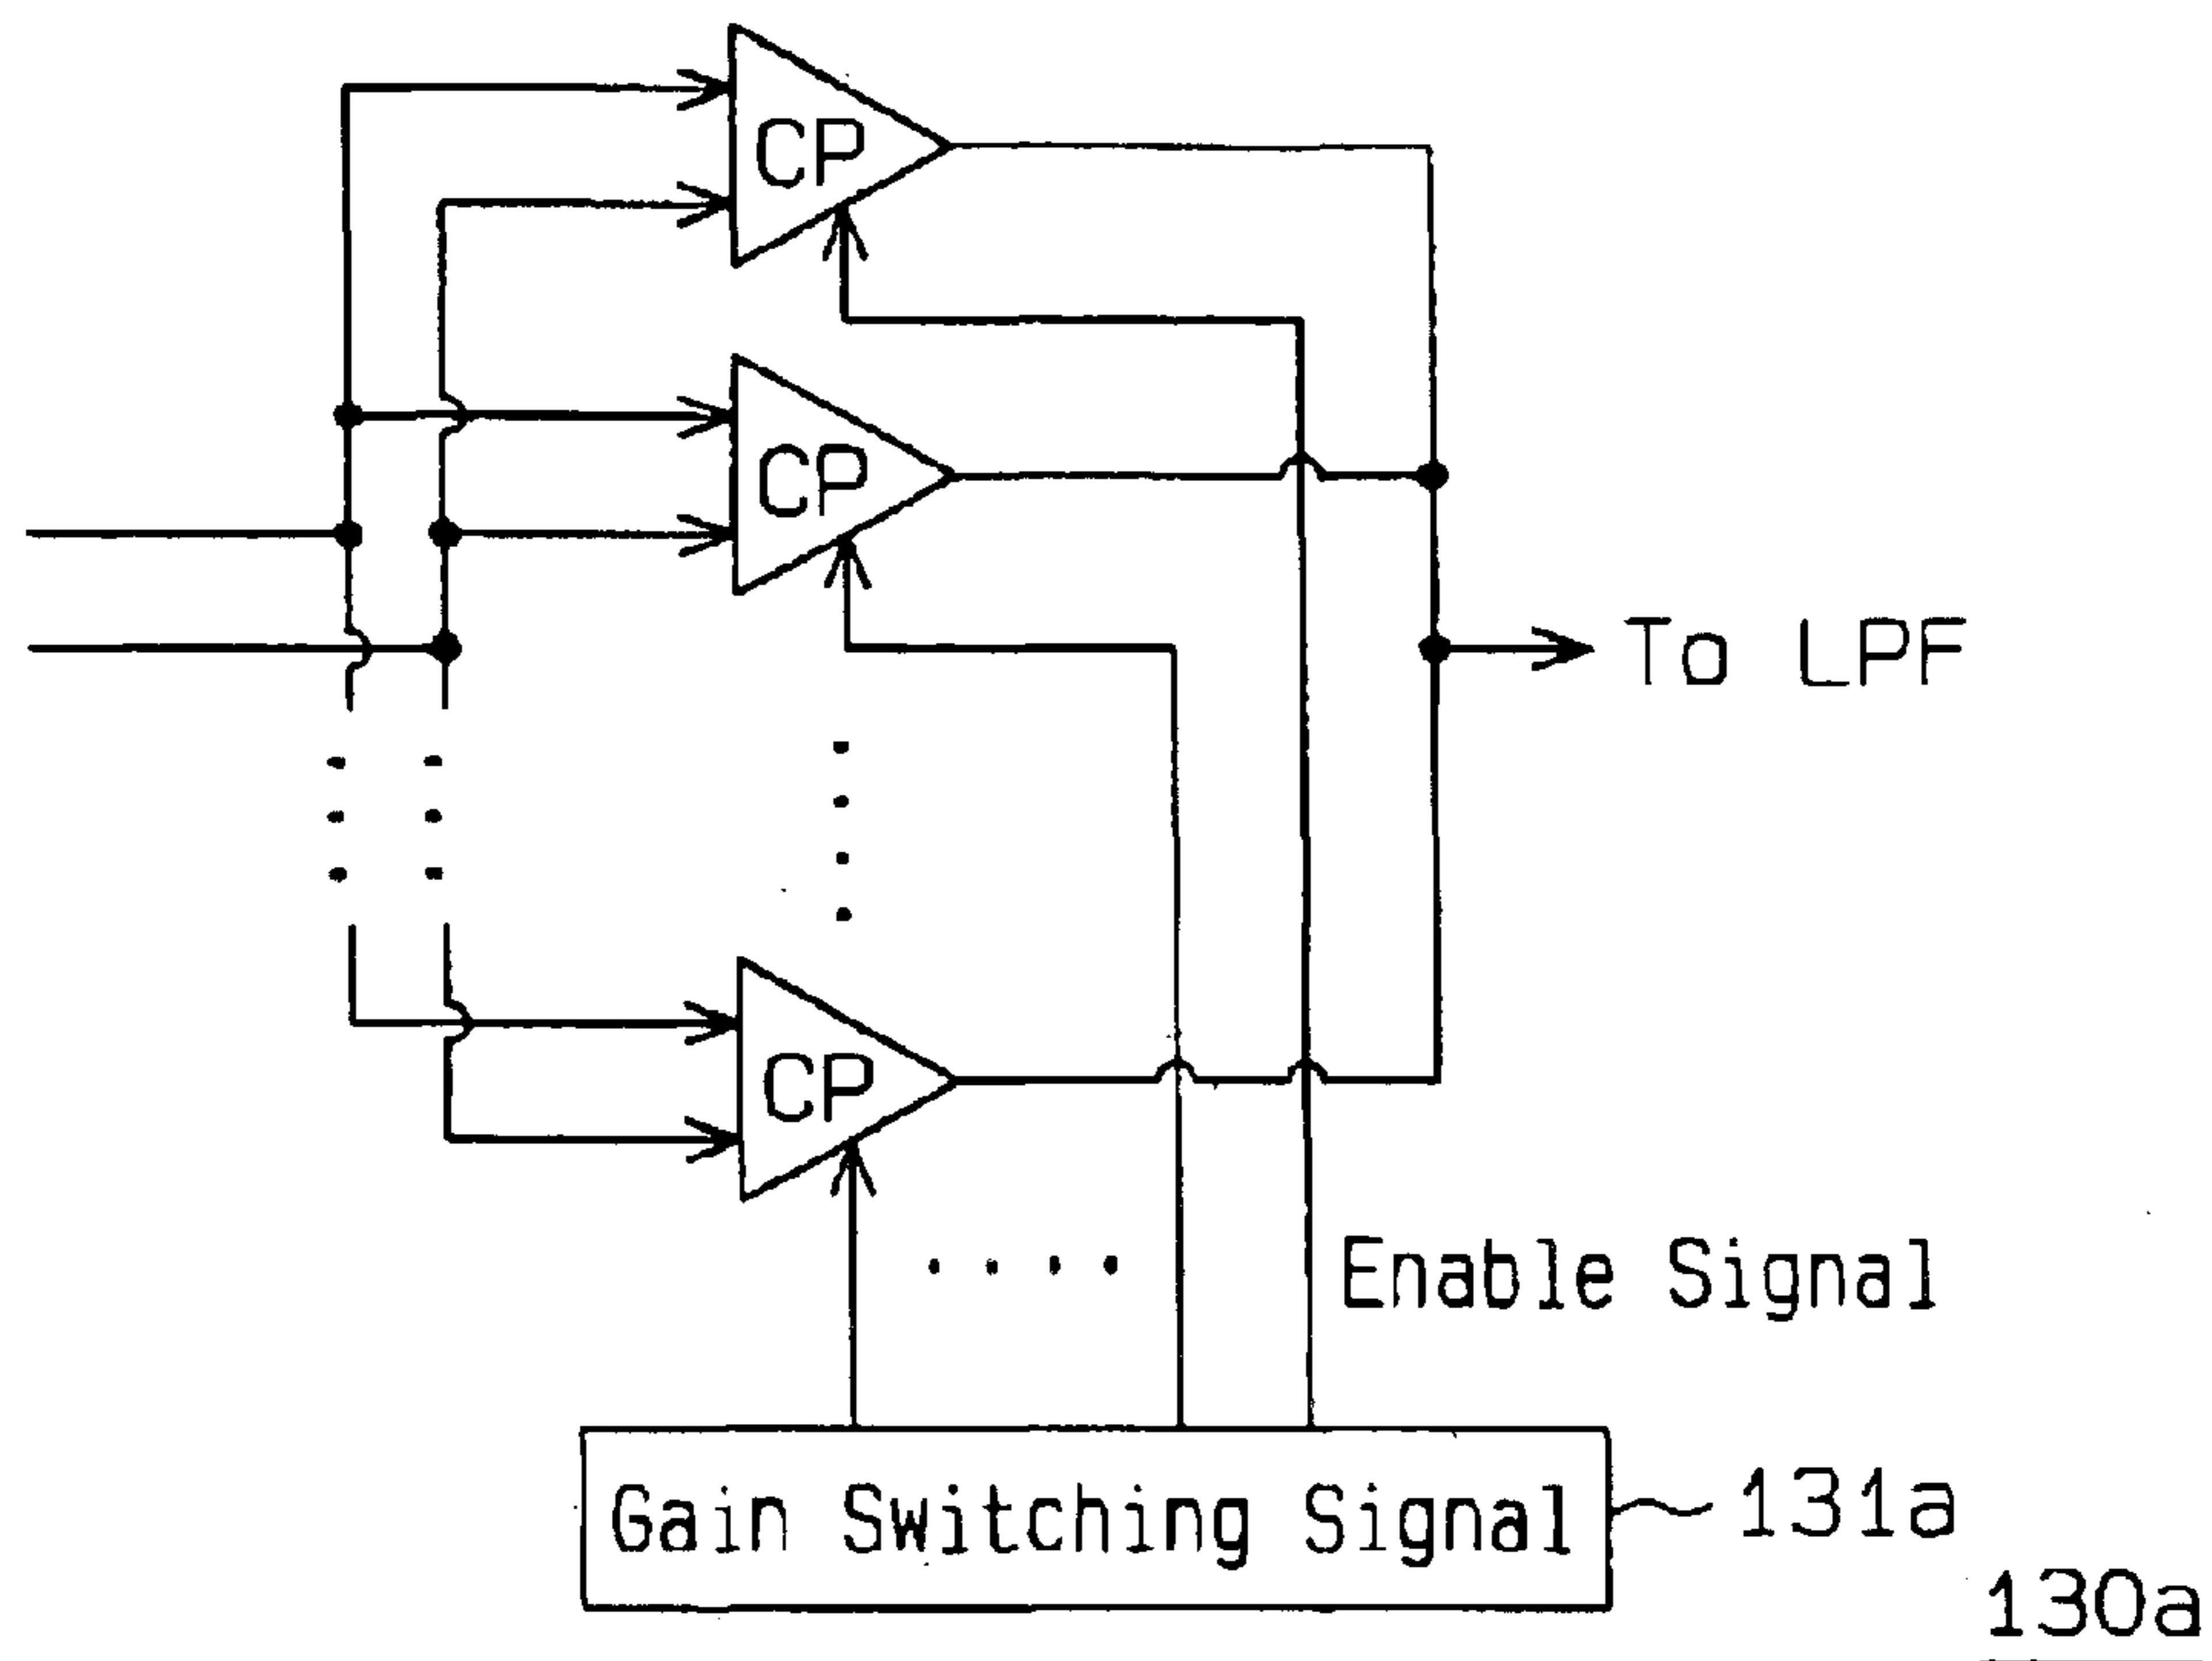 CP
CP
To LPF
CP
Enable Signal
Gain Switching Signal
131a
130a